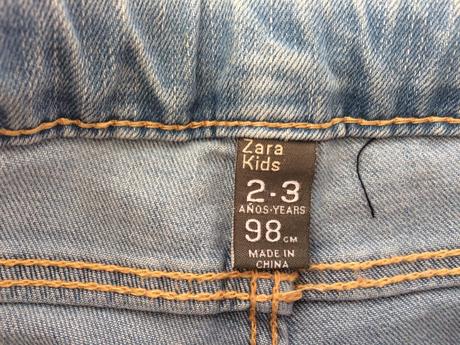 Zara
Kids
2-3
AÑOS-YEARS
98 CM
MADE IN
CHINA